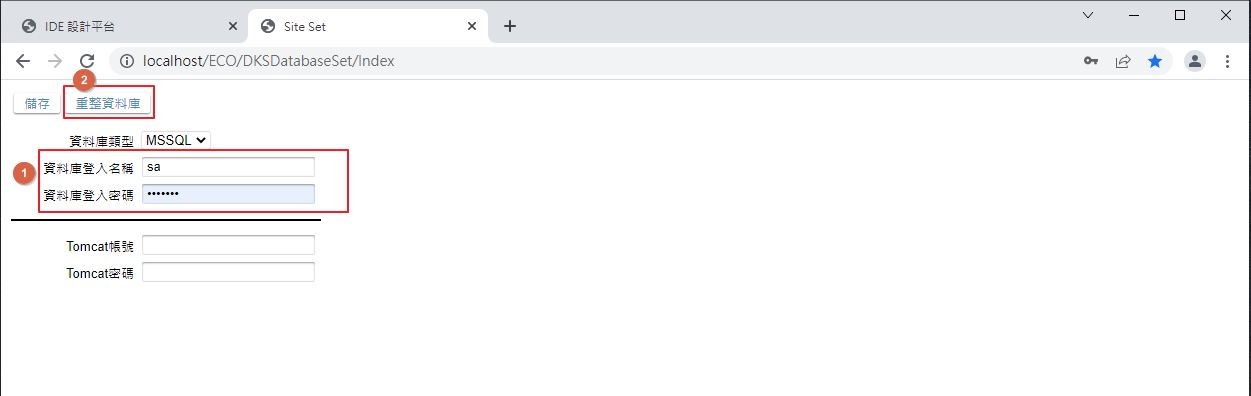 IDE 設計平台
Site Set
localhost/ECO/DKSDatabaseSet/Index
2
儲存
重整資料庫
資料庫類型 MSSQL
1
資料庫登入名稱 sa
資料庫登入密碼 •••••••
Tomcat帳號
Tomcat密碼